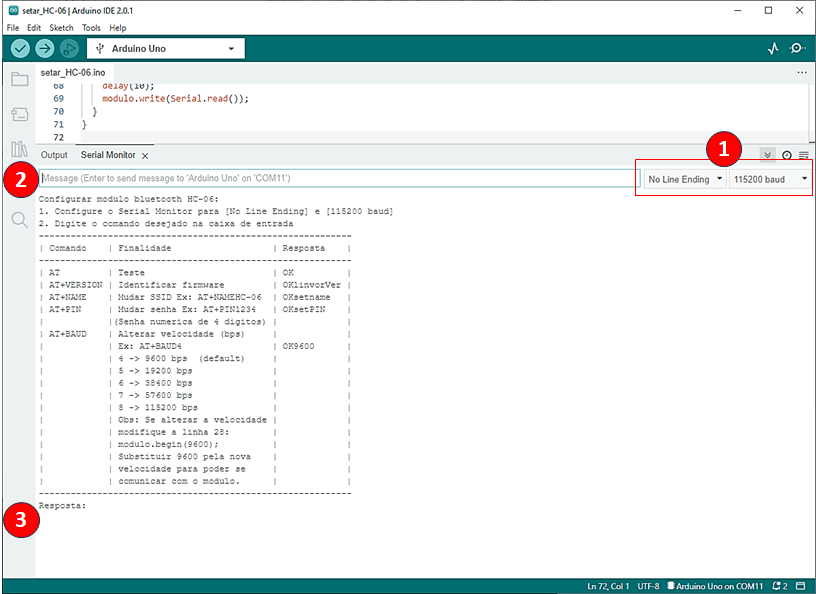 setar_HC-06 | Arduino IDE 2.0.1
File Edit Sketch Tools Help
Arduino Uno
setar_HC-06.ino
68 delay(10);
69 modulo.write(Serial.read());
70 }
71 }
72
1
Output Serial Monitor
2
Message (Enter to send message to 'Arduino Uno' on 'COM11')
No Line Ending 115200 baud
Configurar modulo bluetooth HC-06:
1. Configure o Serial Monitor para [No Line Ending] e [115200 baud]
2. Digite o comando desejado na caixa de entrada
----------------------------------------------------------
| Comando | Finalidade | Resposta |
----------------------------------------------------------
| AT | Teste | OK |
| AT+VERSION | Identificar firmware | OKlinvorVer |
| AT+NAME | Mudar SSID Ex: AT+NAMEHC-06 | OKsetname |
| AT+PIN | Mudar senha Ex: AT+PIN1234 | OKsetPIN |
| |(Senha numerica de 4 digitos) | |
| AT+BAUD | Alterar velocidade (bps) | |
| | Ex: AT+BAUD4 | OK9600 |
| | 4 -> 9600 bps (default) | |
| | 5 -> 19200 bps | |
| | 6 -> 38400 bps | |
| | 7 -> 57600 bps | |
| | 8 -> 115200 bps | |
| | Obs: Se alterar a velocidade | |
| | modifique a linha 28: | |
| | modulo.begin(9600); | |
| | Substituir 9600 pela nova | |
| | velocidade para poder se | |
| | comunicar com o modulo. | |
----------------------------------------------------------
Resposta:
3
Ln 72, Col 1 UTF-8 Arduino Uno on COM11 2